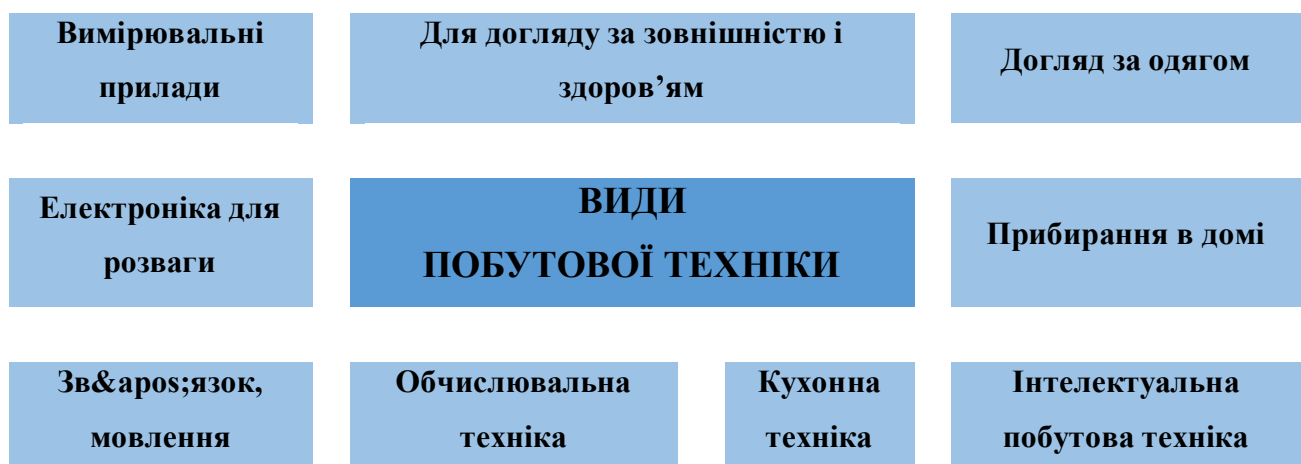 Вимірювальні
прилади
Для догляду за зовнішністю і
здоров’ям
Догляд за одягом
Електроніка для
розваги
ВИДИ
ПОБУТОВОЇ ТЕХНІКИ
Прибирання в домі
Зв&apos;язок,
мовлення
Обчислювальна
техніка
Кухонна
техніка
Інтелектуальна
побутова техніка